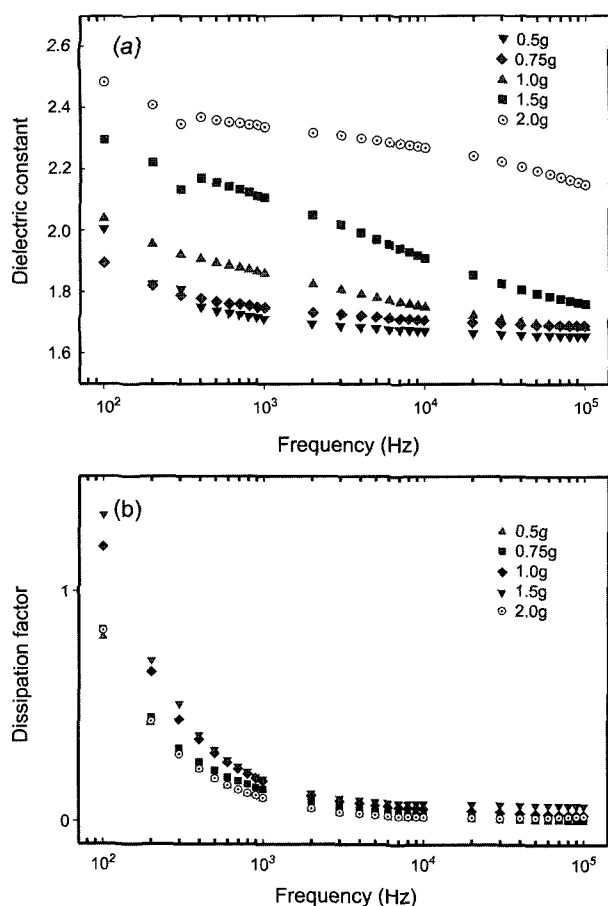 (a)
2.6
2.4
2.2
2.0
1.8
1.6
Dielectric constant
0.5g
0.75g
1.0g
1.5g
2.0g
10² 10³ 10⁴ 10⁵
Frequency (Hz)
(b)
1
0
Dissipation factor
0.5g
0.75g
1.0g
1.5g
2.0g
10² 10³ 10⁴ 10⁵
Frequency (Hz)